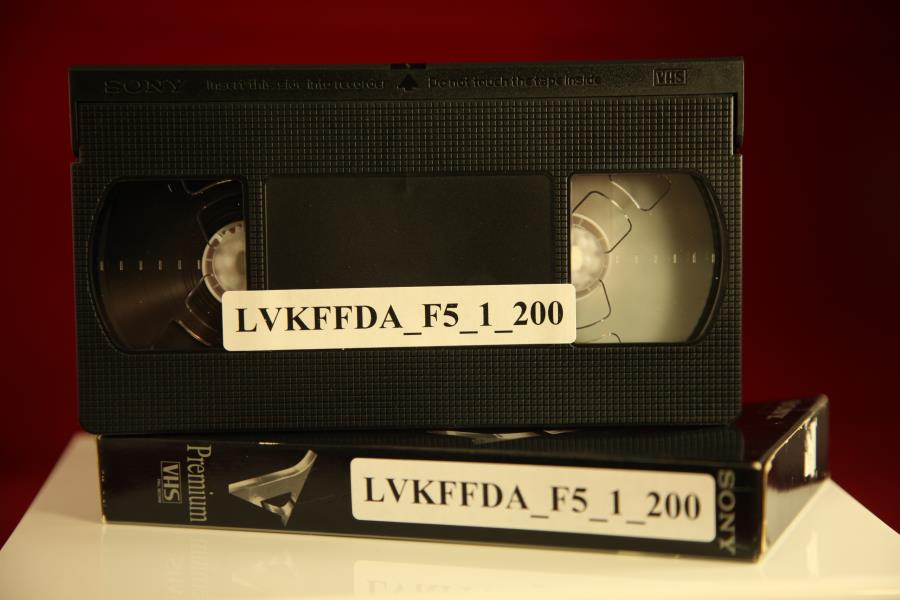 SONY Insert this side into recorder Do not touch the tape inside VHS
LVKFFDA_F5_1_200
Premium
VHS
LVKFFDA_F5_1_200
SONY